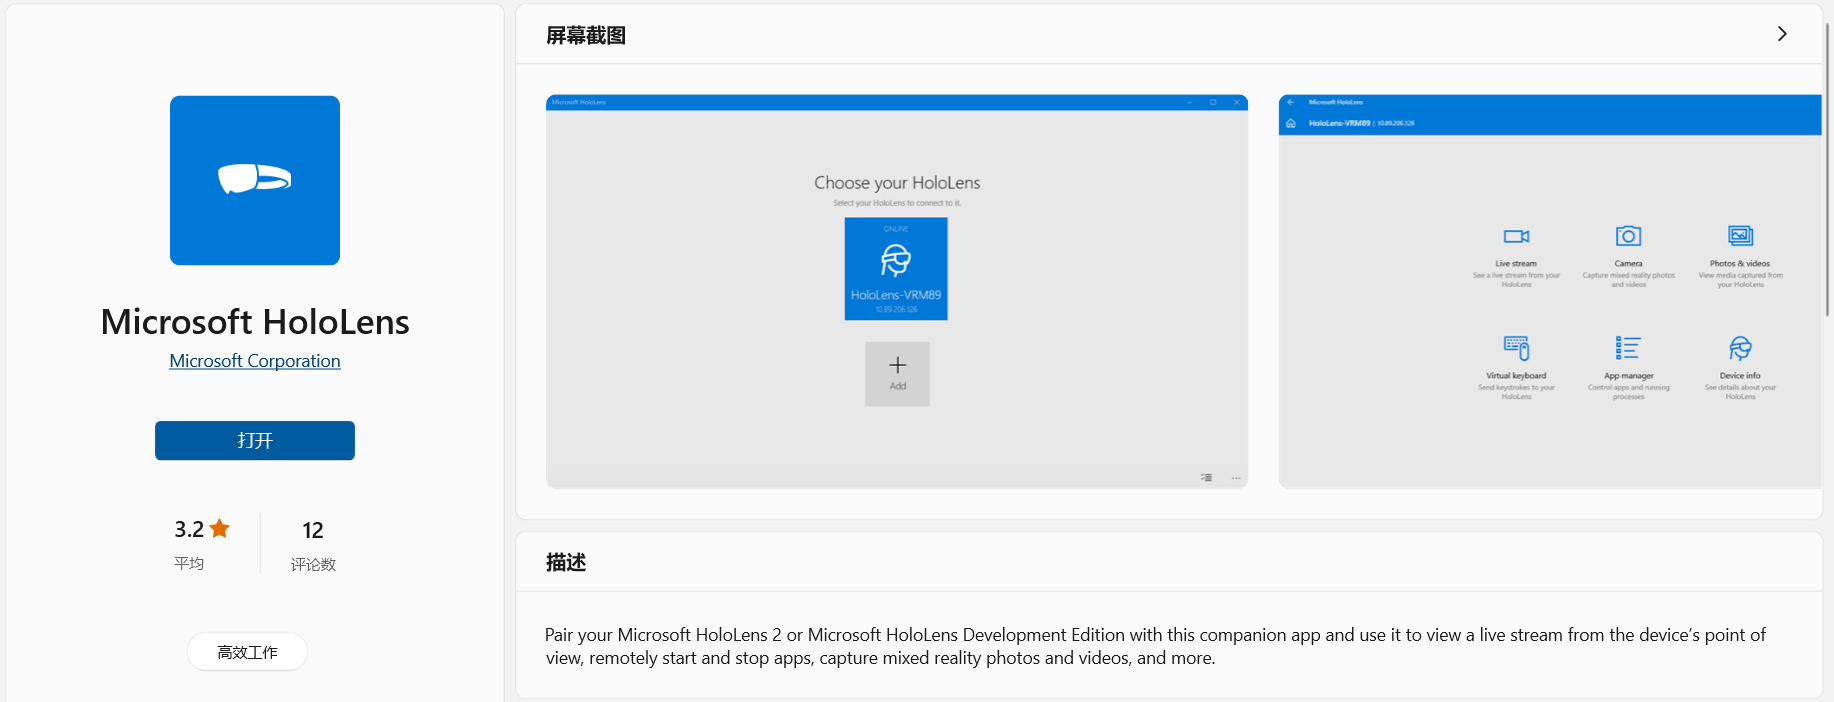 Microsoft HoloLens
Microsoft Corporation
打开
3.2
平均
12
评论数
高效工作
屏幕截图
Microsoft HoloLens
Choose your HoloLens
Select your HoloLens to connect to it.
ONLINE
HoloLens-VRM89
10.89.206.126
Add
Microsoft HoloLens
HoloLens-VRM89 | 10.89.206.126
Live stream
See a live stream from your
HoloLens
Camera
Capture mixed reality photos
and videos
Photos & videos
View media captured from
your HoloLens
Virtual keyboard
Send keystrokes to your
HoloLens
App manager
Control apps and running
processes
Device info
See details about your
HoloLens
描述
Pair your Microsoft HoloLens 2 or Microsoft HoloLens Development Edition with this companion app and use it to view a live stream from the device’s point of
view, remotely start and stop apps, capture mixed reality photos and videos, and more.